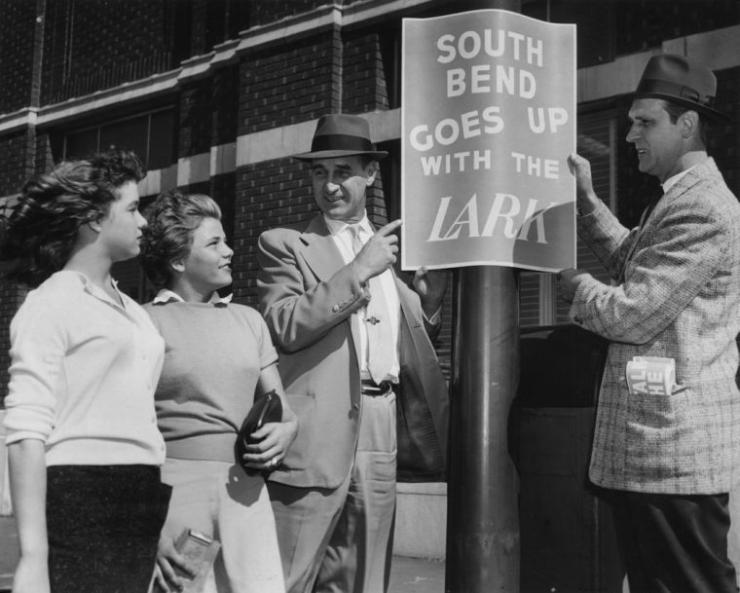 SOUTH
BEND
GOES UP
WITH THE
LARK